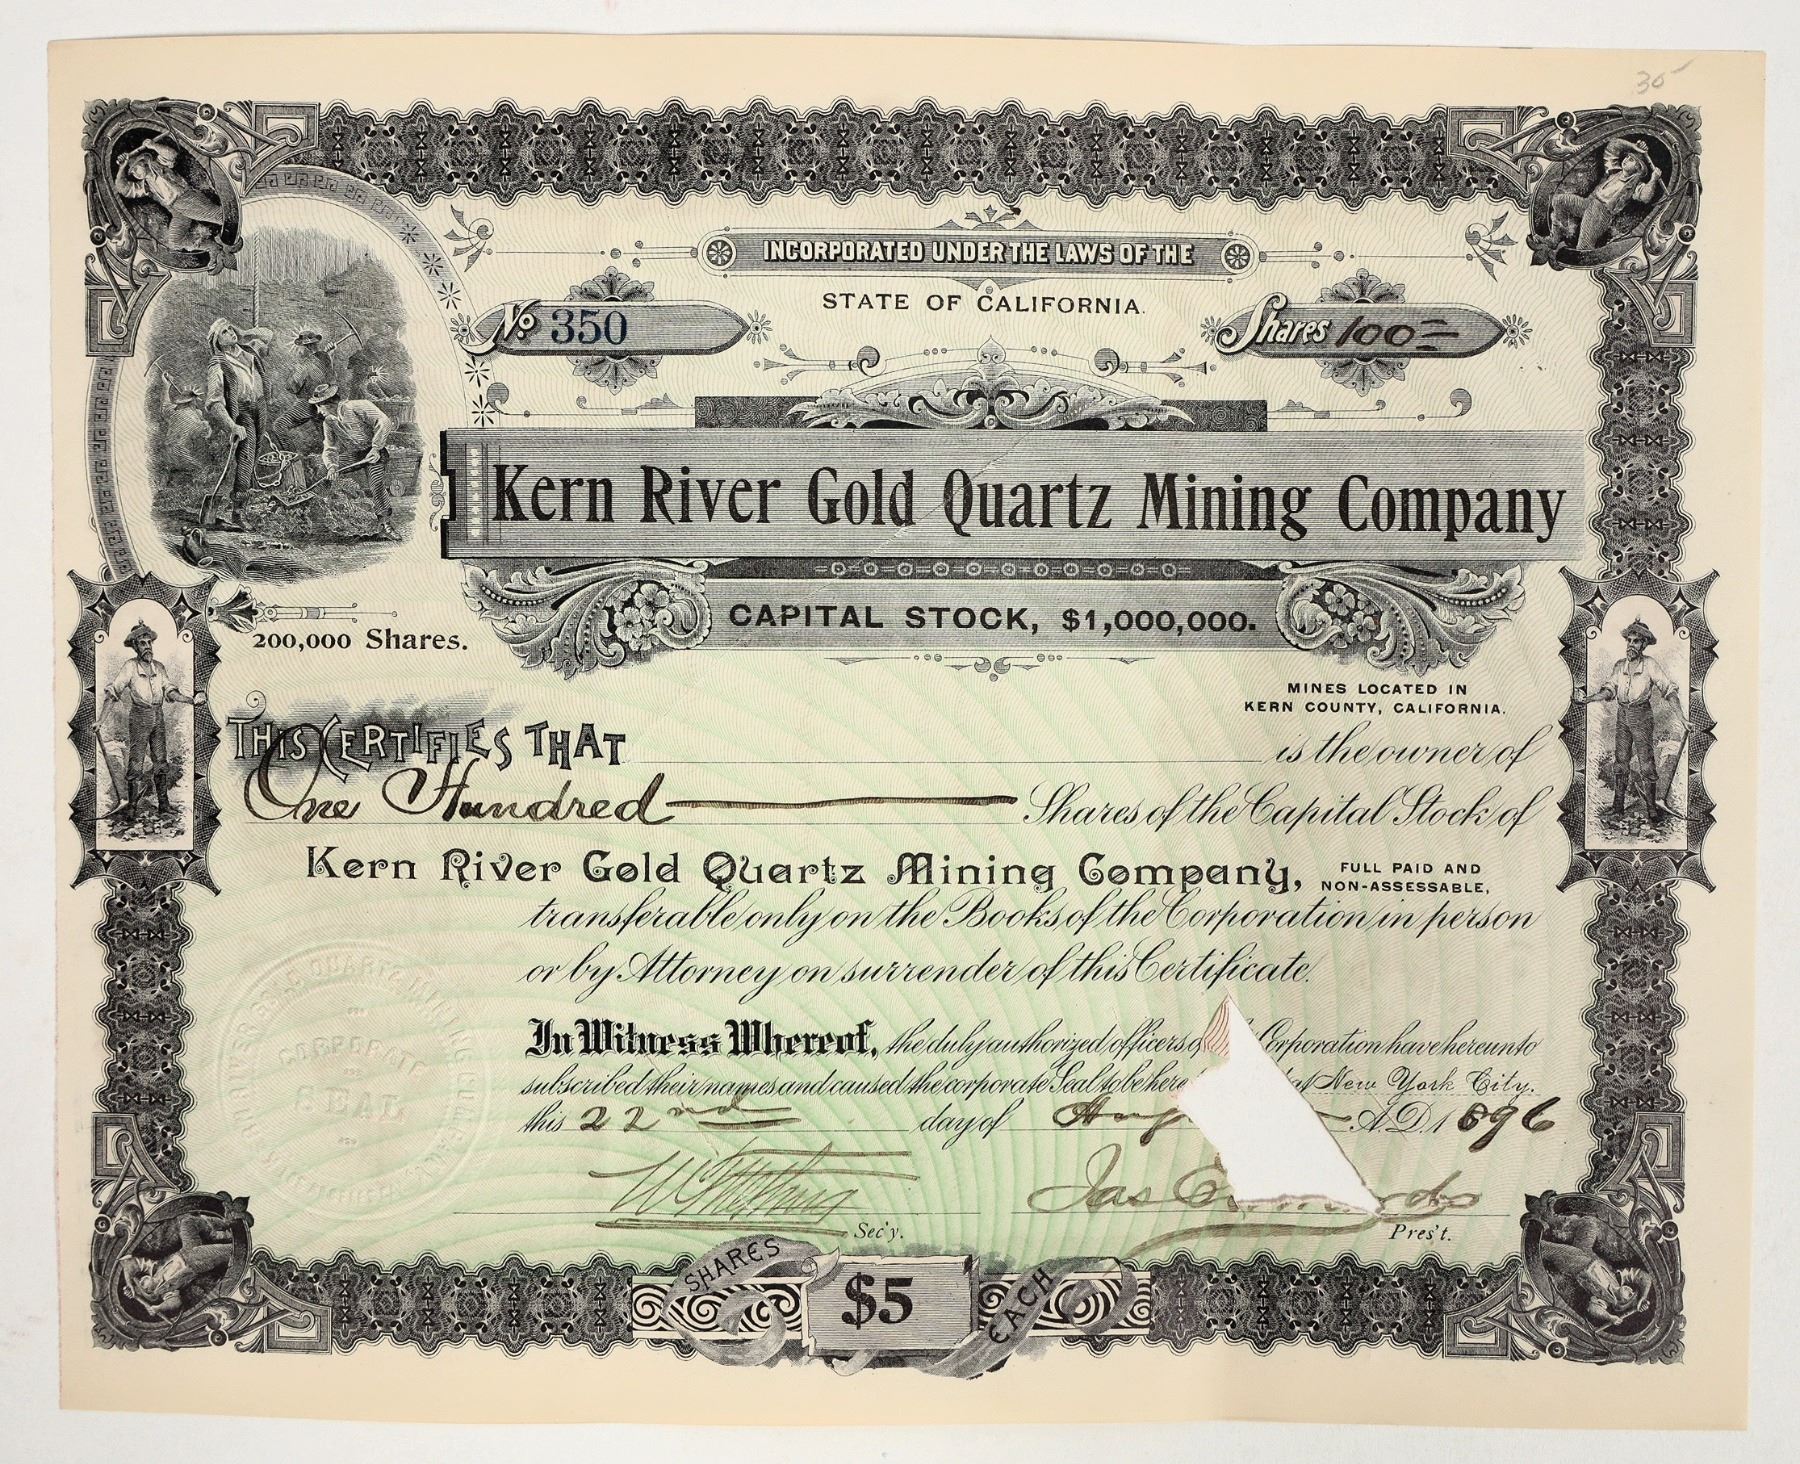 30
INCORPORATED UNDER THE LAWS OF THE
STATE OF CALIFORNIA.
No. 350
Shares 100=
Kern River Gold Quartz Mining Company
CAPITAL STOCK, $1,000,000.
200,000 Shares.
MINES LOCATED IN
KERN COUNTY, CALIFORNIA.
THIS CERTIFIES THAT is the owner of
One Hundred Shares of the Capital Stock of
Kern River Gold Quartz Mining Company, FULL PAID AND
NON-ASSESSABLE,
transferable only on the Books of the Corporation in person
or by Attorney on surrender of this Certificate.
In Witness Whereof, the duly authorized officers of Corporation have hereunto
subscribed their names and caused the corporate Seal to be here at New York City.
this 22nd day of Aug A.D. 1896
Jas
Sec'y.
Pres't.
QUARTZ MINING
CORPORATE
SEAL
SHARES $5 EACH